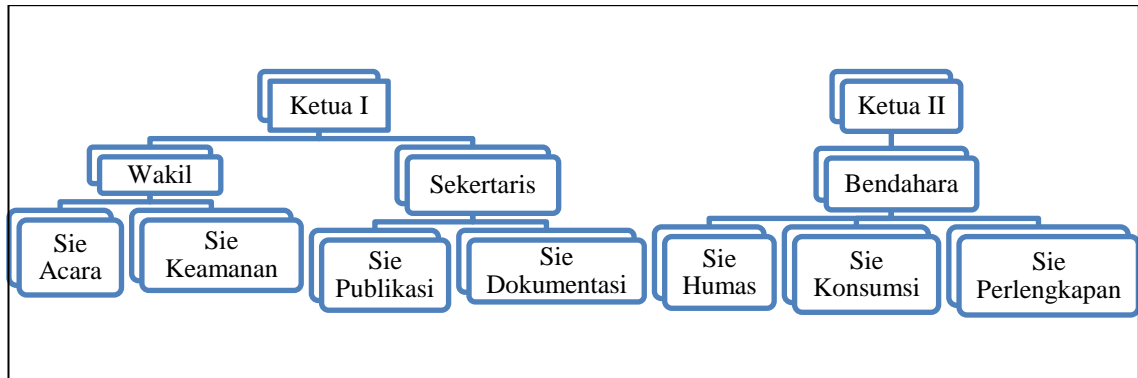 Ketua I
Ketua II
Wakil
Sekertaris
Bendahara
Sie
Acara
Sie
Keamanan
Sie
Publikasi
Sie
Dokumentasi
Sie
Humas
Sie
Konsumsi
Sie
Perlengkapan